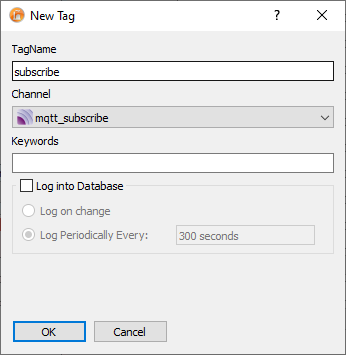 New Tag
TagName
subscribe
Channel
mqtt_subscribe
Keywords
Log into Database
Log on change
Log Periodically Every: 300 seconds
OK Cancel